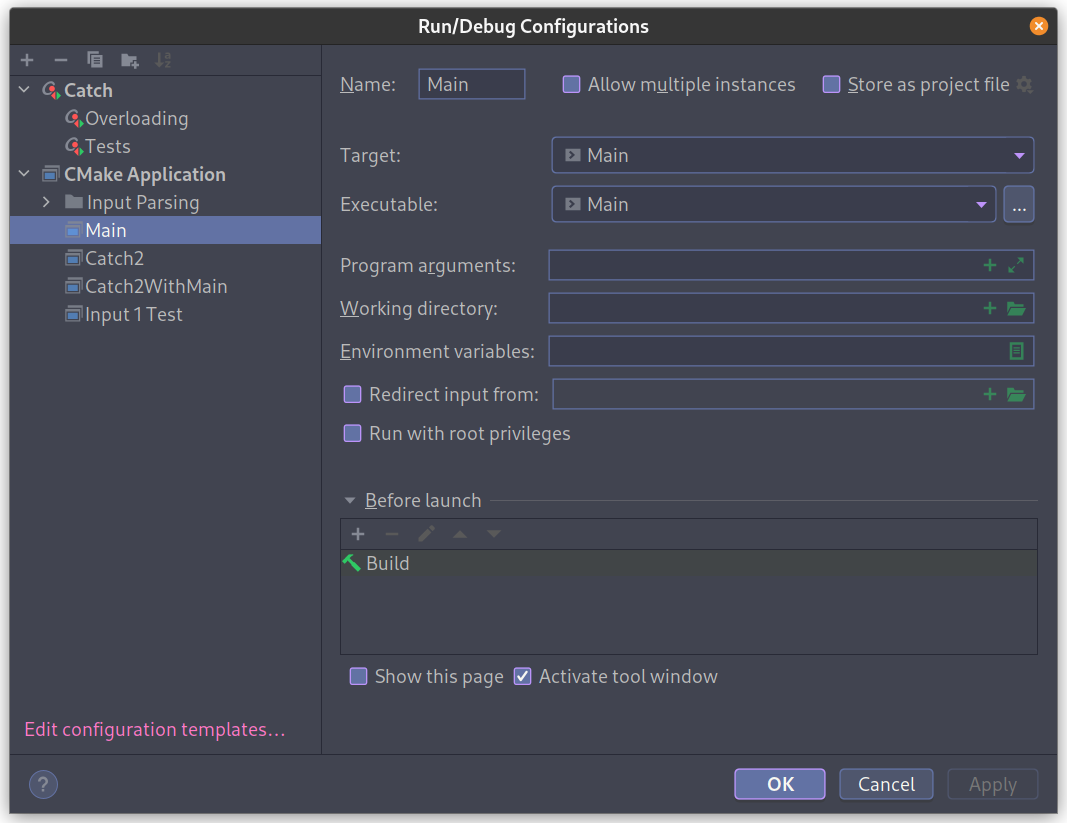 Run/Debug Configurations
Catch
Overloading
Tests
CMake Application
Input Parsing
Main
Catch2
Catch2WithMain
Input 1 Test
Edit configuration templates...
Name: Main
Allow multiple instances
Store as project file
Target: Main
Executable: Main
...
Program arguments:
Working directory:
Environment variables:
Redirect input from:
Run with root privileges
Before launch
Build
Show this page
Activate tool window
?
OK
Cancel
Apply